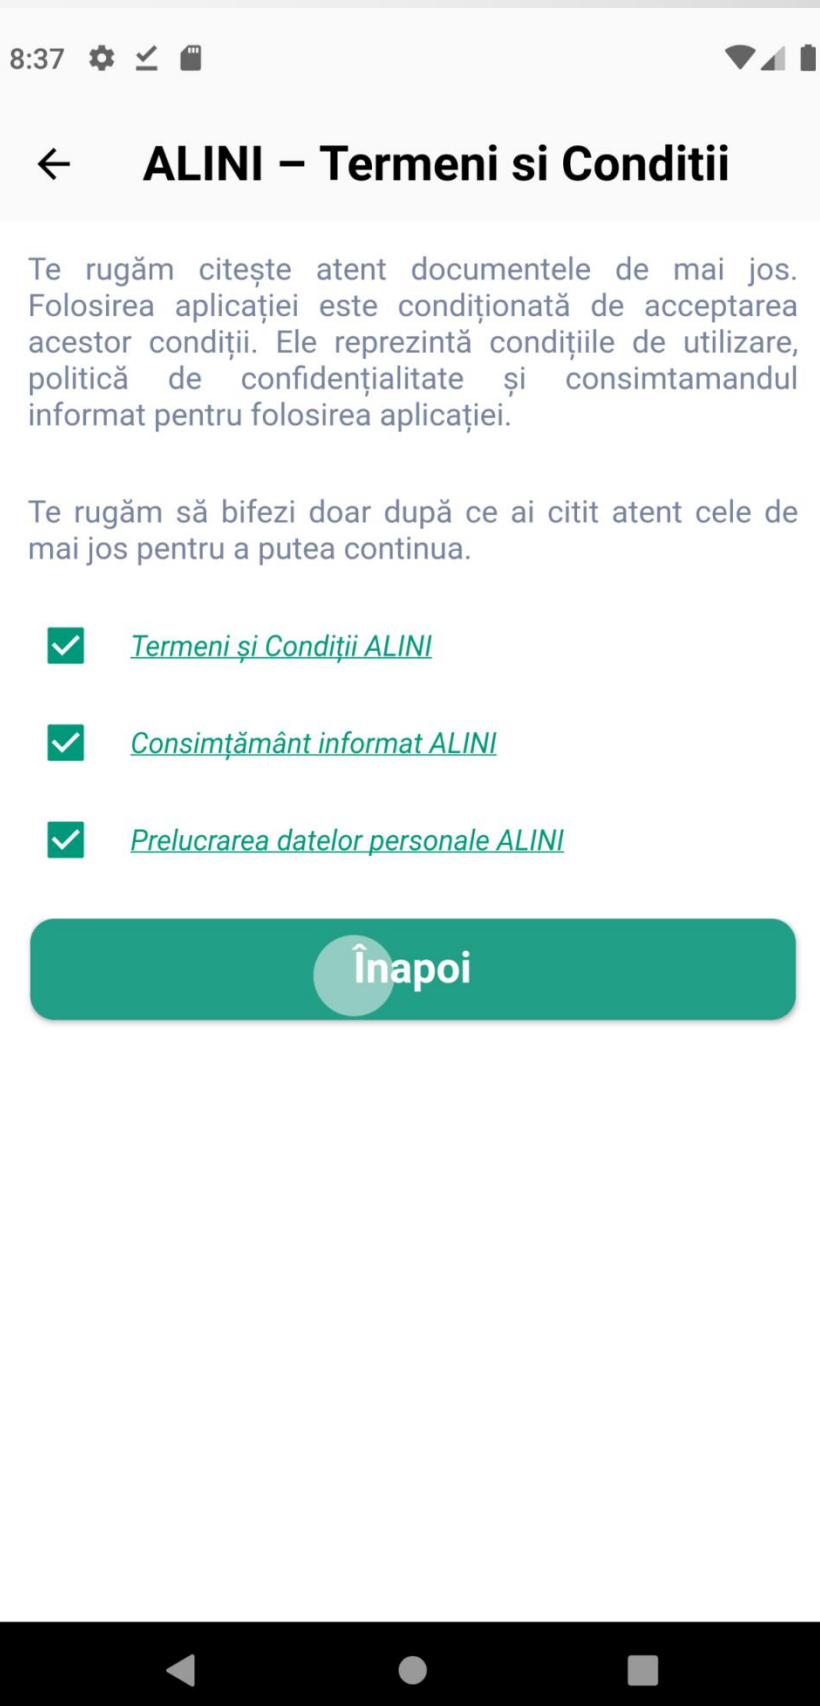 8:37
ALINI – Termeni si Conditii
Te rugăm citește atent documentele de mai jos.
Folosirea aplicației este condiționată de acceptarea
acestor condiții. Ele reprezintă condițiile de utilizare,
politică de confidențialitate și consimtamandul
informat pentru folosirea aplicației.
Te rugăm să bifezi doar după ce ai citit atent cele de
mai jos pentru a putea continua.
Termeni și Condiții ALINI
Consimțământ informat ALINI
Prelucrarea datelor personale ALINI
Înapoi